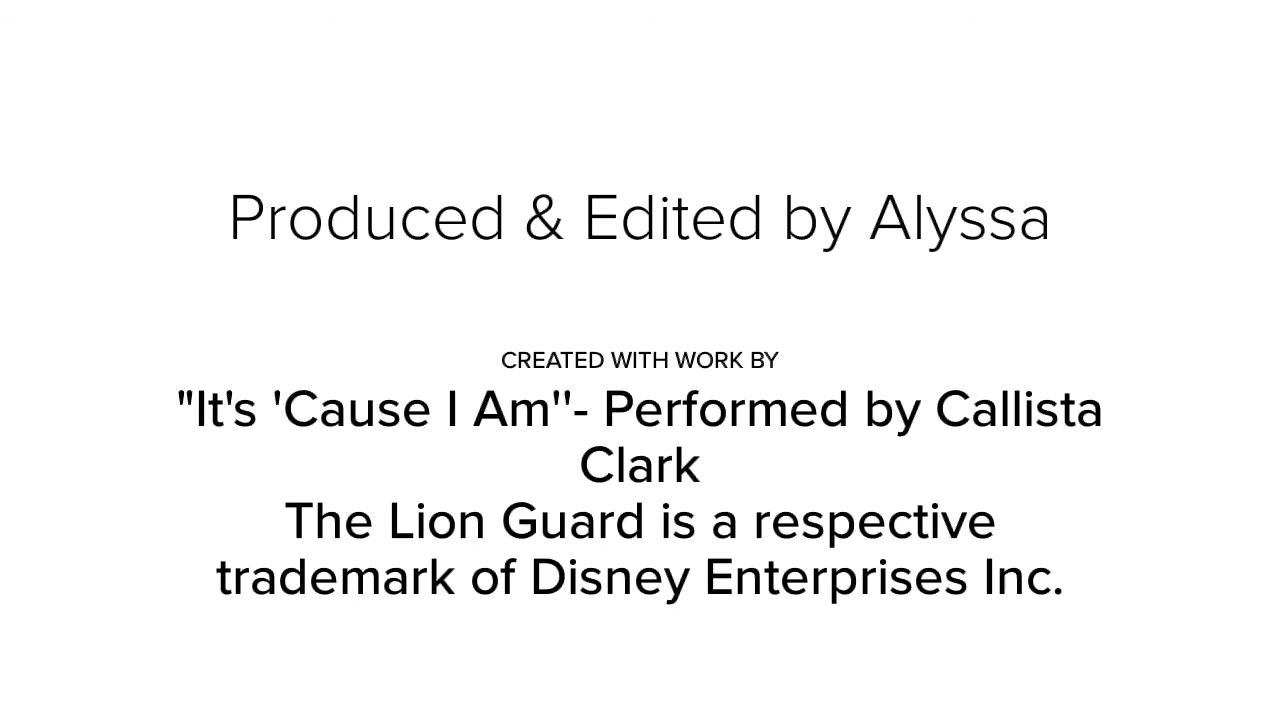 Produced & Edited by Alyssa
CREATED WITH WORK BY
"It's 'Cause I Am''- Performed by Callista
Clark
The Lion Guard is a respective
trademark of Disney Enterprises Inc.